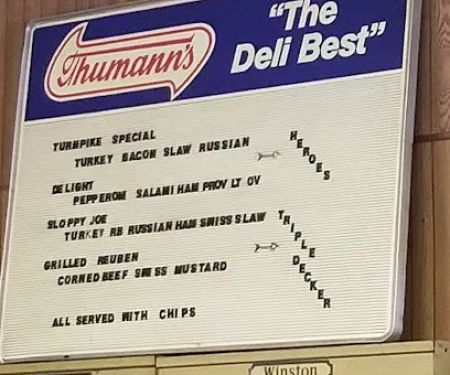 Thumann's
"The
Deli Best"
TURNPIKE SPECIAL
TURKEY BACON SLAW RUSSIAN
HEROES
DELIGHT
PEPPERONI SALAMI HAM PROV LT OV
SLOPPY JOE
TURKEY RB RUSSIAN HAM SWISS SLAW
TRIPLE DECKER
GRILLED REUBEN
CORNED BEEF SWISS MUSTARD
ALL SERVED WITH CHIPS
Winston